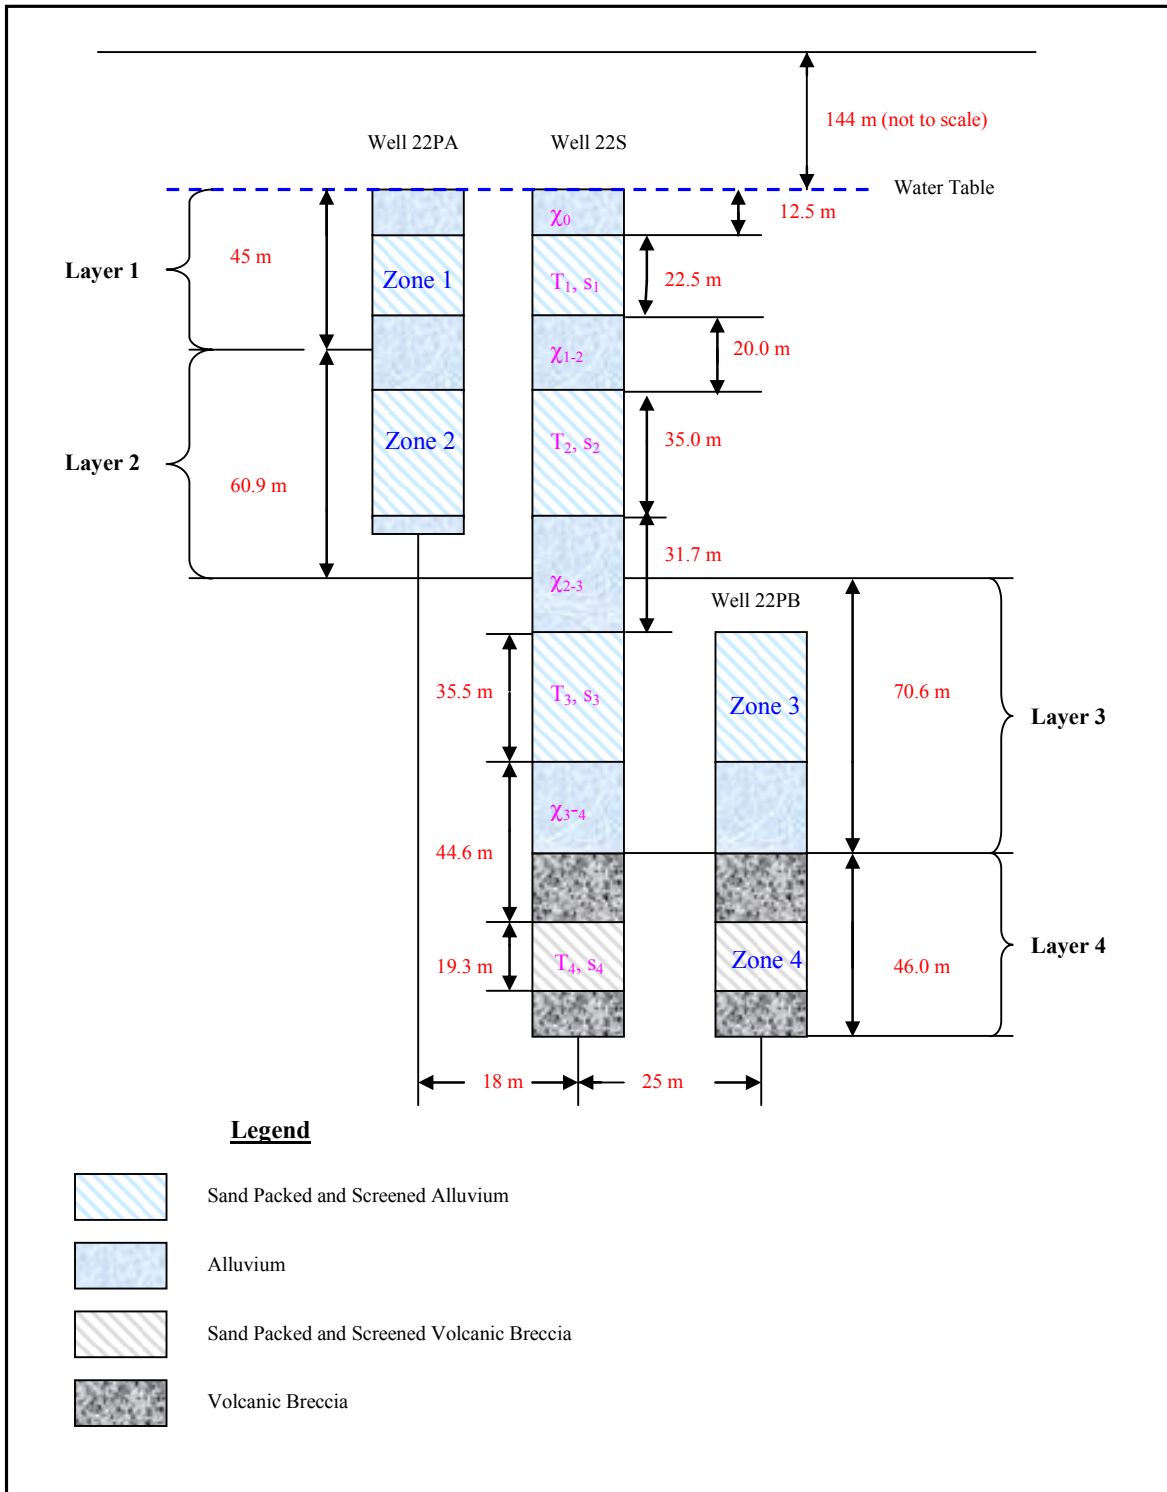 144 m (not to scale)
Well 22PA
Well 22S
Water Table
χ0
12.5 m
Layer 1
45 m
Zone 1
T1, s1
22.5 m
χ1-2
20.0 m
Layer 2
60.9 m
Zone 2
T2, s2
35.0 m
31.7 m
χ2-3
Well 22PB
35.5 m
T3, s3
Zone 3
70.6 m
Layer 3
χ3-4
44.6 m
19.3 m
T4, s4
Zone 4
46.0 m
Layer 4
18 m
25 m
Legend
Sand Packed and Screened Alluvium
Alluvium
Sand Packed and Screened Volcanic Breccia
Volcanic Breccia